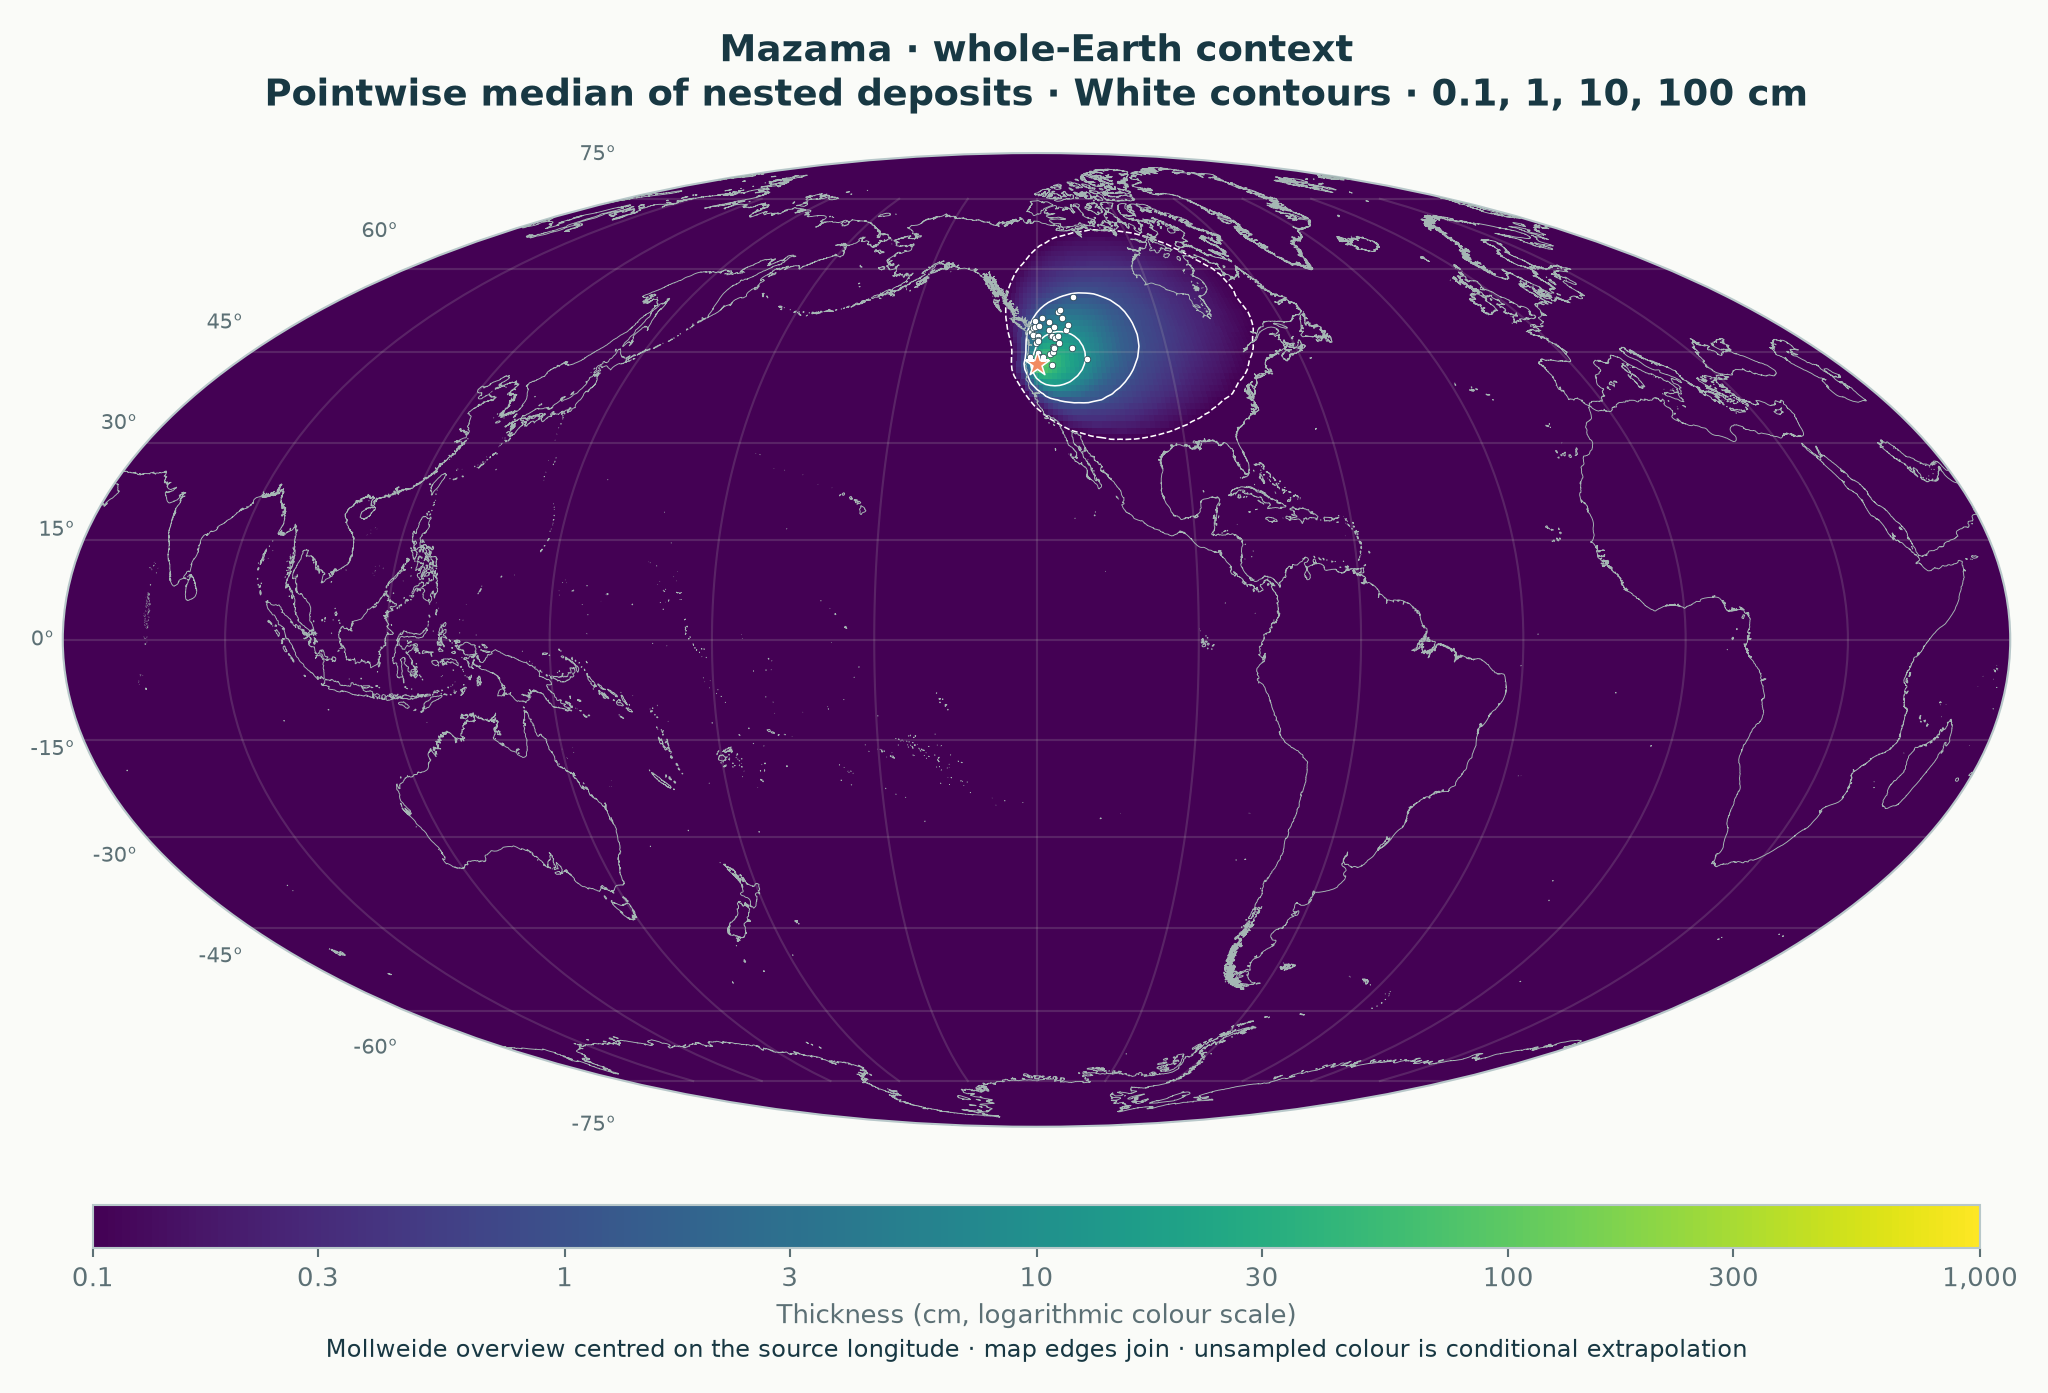 Mazama · whole-Earth context
Pointwise median of nested deposits · White contours · 0.1, 1, 10, 100 cm
75°
60°
45°
30°
15°
0°
-15°
-30°
-45°
-60°
-75°
0.1 0.3 1 3 10 30 100 300 1,000
Thickness (cm, logarithmic colour scale)
Mollweide overview centred on the source longitude · map edges join · unsampled colour is conditional extrapolation